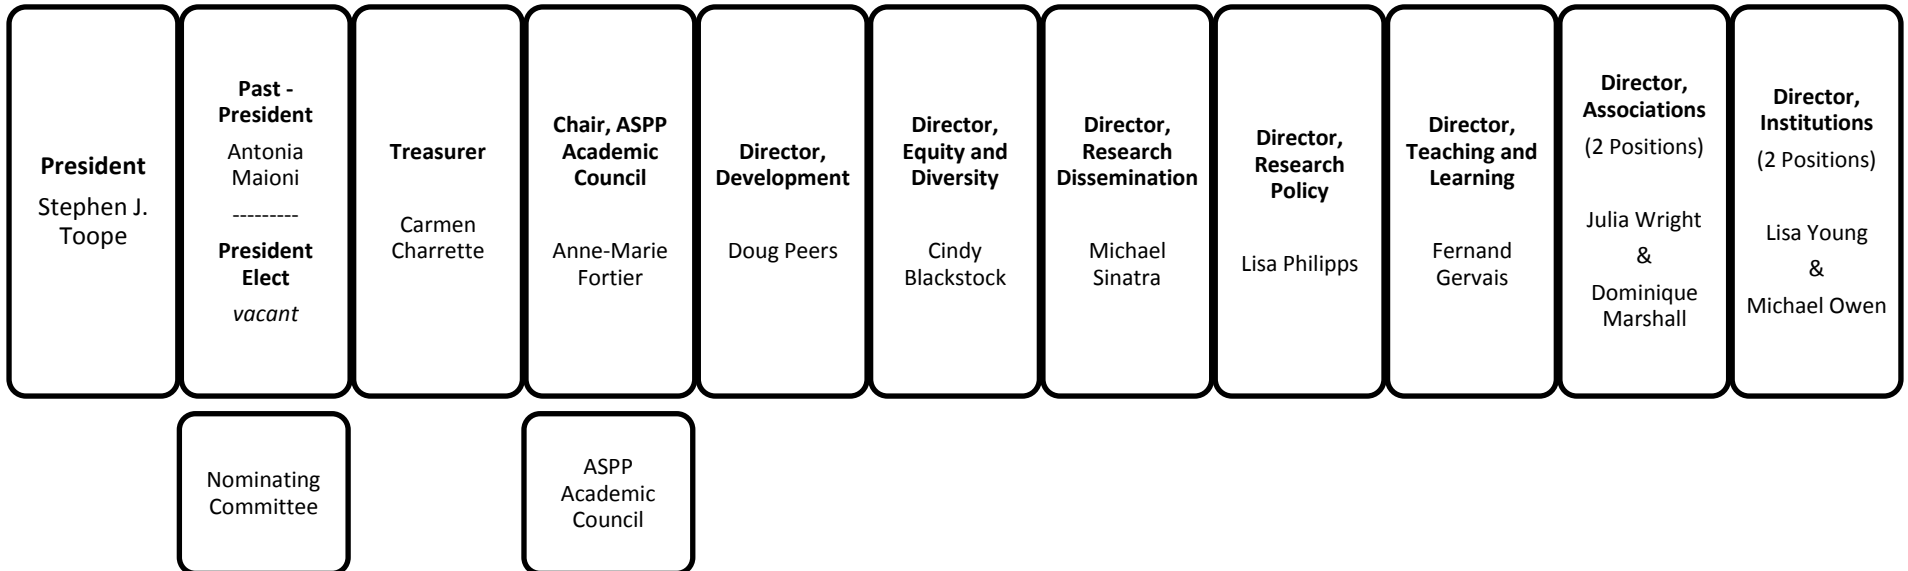 President
Stephen J.
Toope
Past -
President
Antonia
Maioni
---------
President
Elect
vacant
Treasurer
Carmen
Charrette
Chair, ASPP
Academic
Council
Anne-Marie
Fortier
Director,
Development
Doug Peers
Director,
Equity and
Diversity
Cindy
Blackstock
Director,
Research
Dissemination
Michael
Sinatra
Director,
Research
Policy
Lisa Philipps
Director,
Teaching and
Learning
Fernand
Gervais
Director,
Associations
(2 Positions)
Julia Wright
&
Dominique
Marshall
Director,
Institutions
(2 Positions)
Lisa Young
&
Michael Owen
Nominating
Committee
ASPP
Academic
Council